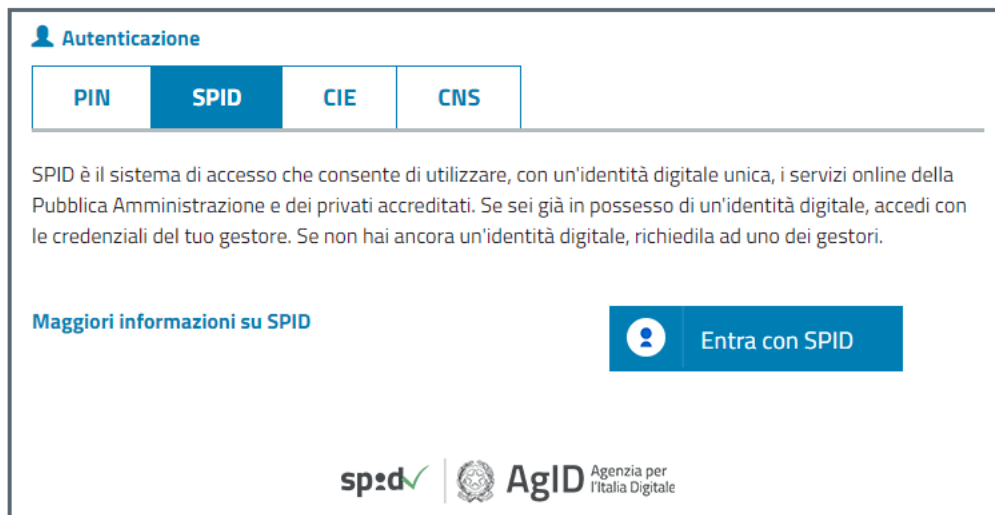 Autenticazione
PIN SPID CIE CNS
SPID è il sistema di accesso che consente di utilizzare, con un'identità digitale unica, i servizi online della
Pubblica Amministrazione e dei privati accreditati. Se sei già in possesso di un'identità digitale, accedi con
le credenziali del tuo gestore. Se non hai ancora un'identità digitale, richiedila ad uno dei gestori.
Maggiori informazioni su SPID
Entra con SPID
spid AgID Agenzia per
l'Italia Digitale